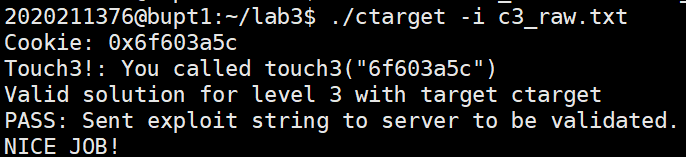 2020211376@bupt1:~/lab3$ ./ctarget -i c3_raw.txt
Cookie: 0x6f603a5c
Touch3!: You called touch3("6f603a5c")
Valid solution for level 3 with target ctarget
PASS: Sent exploit string to server to be validated.
NICE JOB!